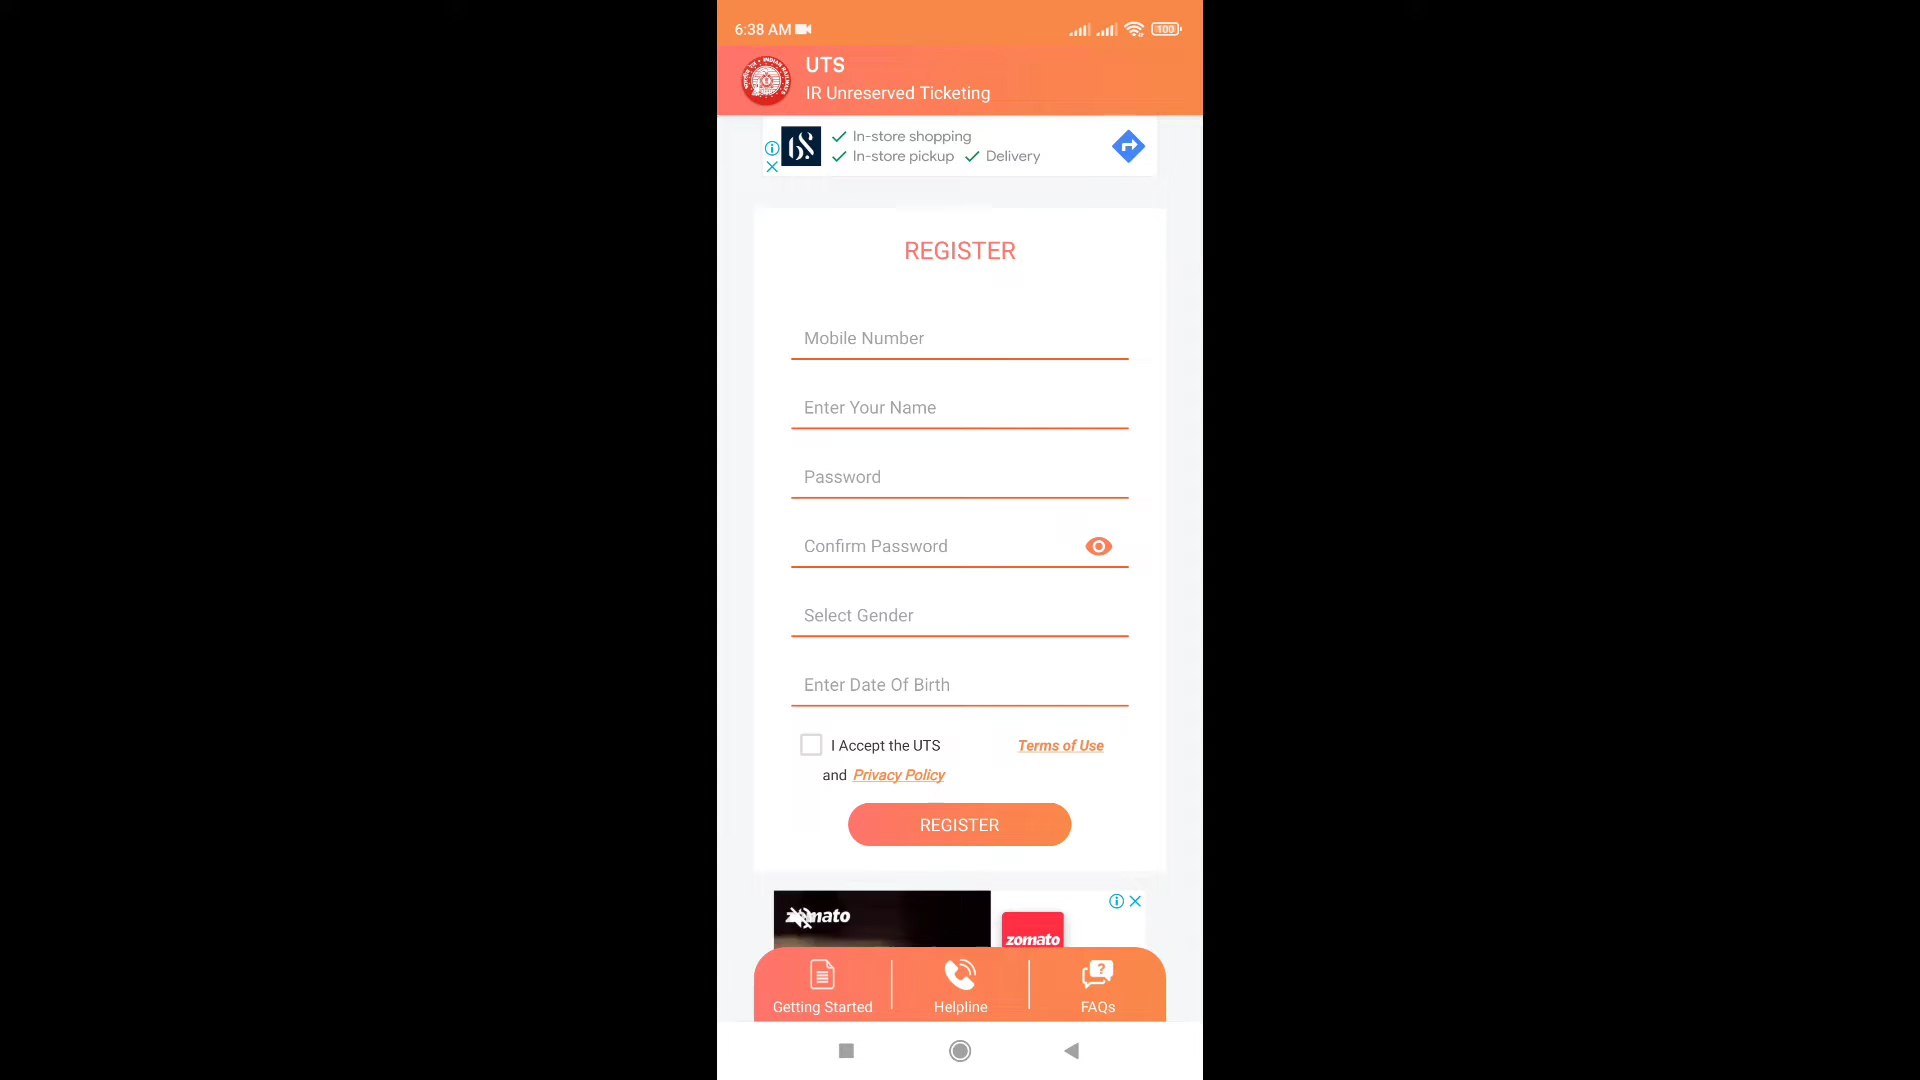 6:38 AM
100
UTS
IR Unreserved Ticketing
In-store shopping
In-store pickup Delivery
REGISTER
Mobile Number
Enter Your Name
Password
Confirm Password
Select Gender
Enter Date Of Birth
I Accept the UTS Terms of Use
and Privacy Policy
REGISTER
zomato
Getting Started Helpline FAQs